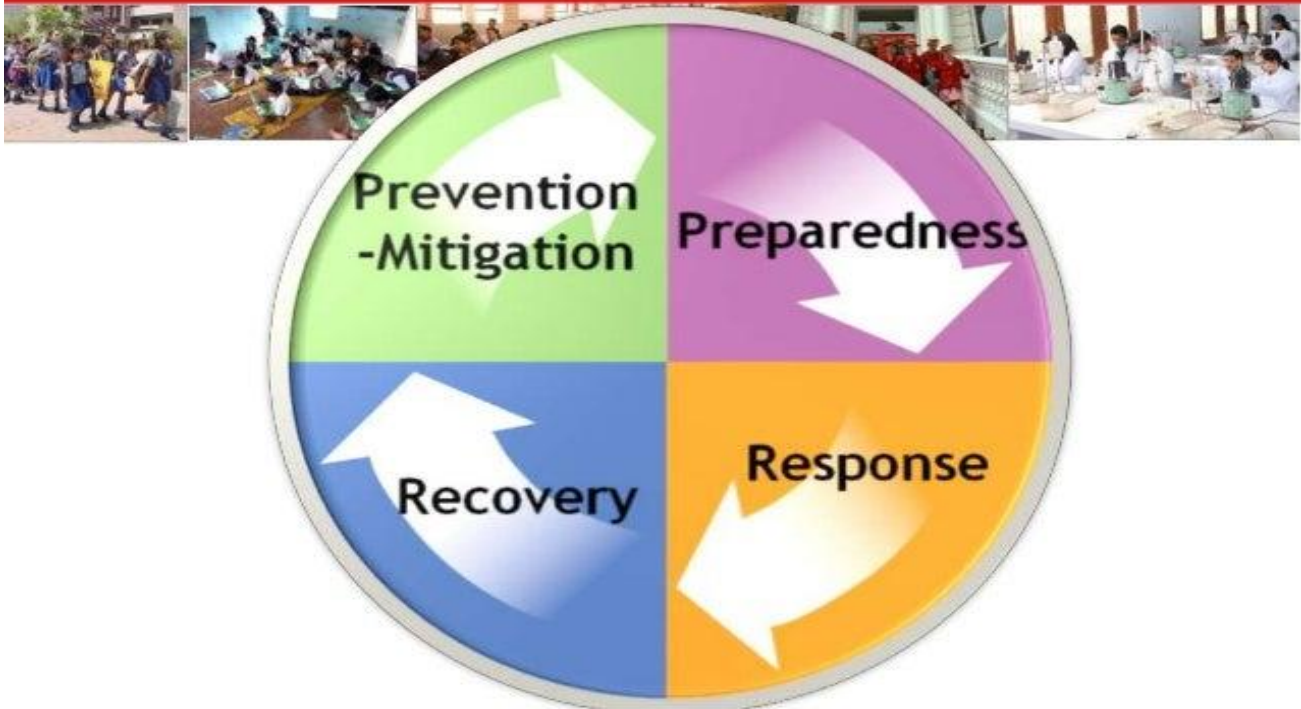 Prevention
-Mitigation
Preparedness
Response
Recovery